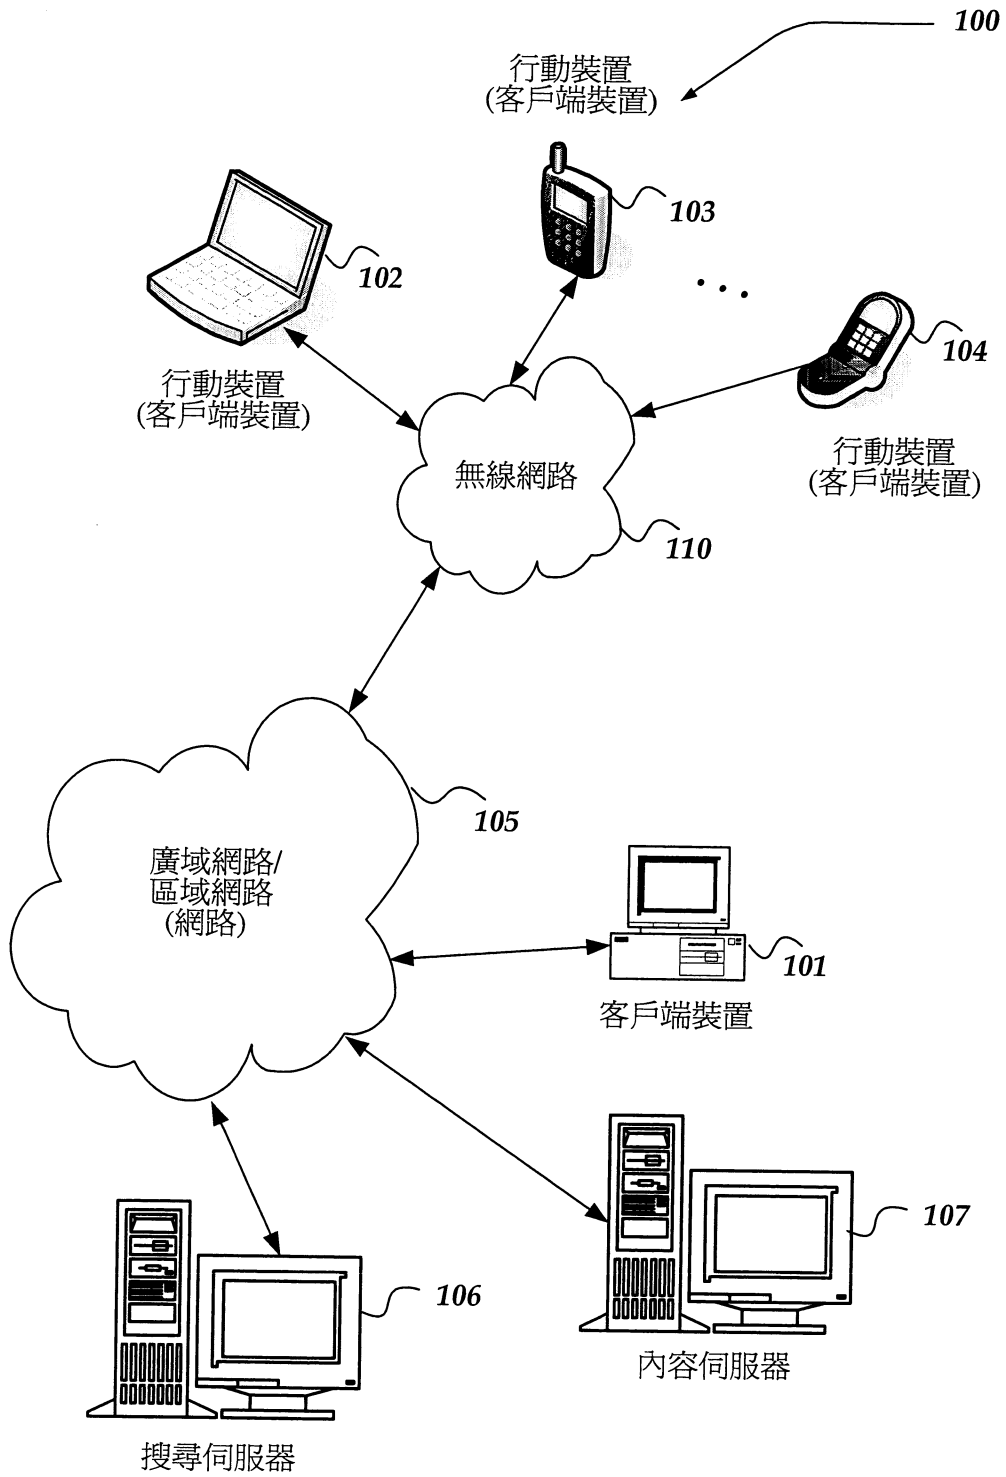 100
行動裝置
(客戶端裝置)
103
102
104
行動裝置
(客戶端裝置)
行動裝置
(客戶端裝置)
無線網路
110
105
廣域網路/
區域網路
(網路)
101
客戶端裝置
107
106
內容伺服器
搜尋伺服器